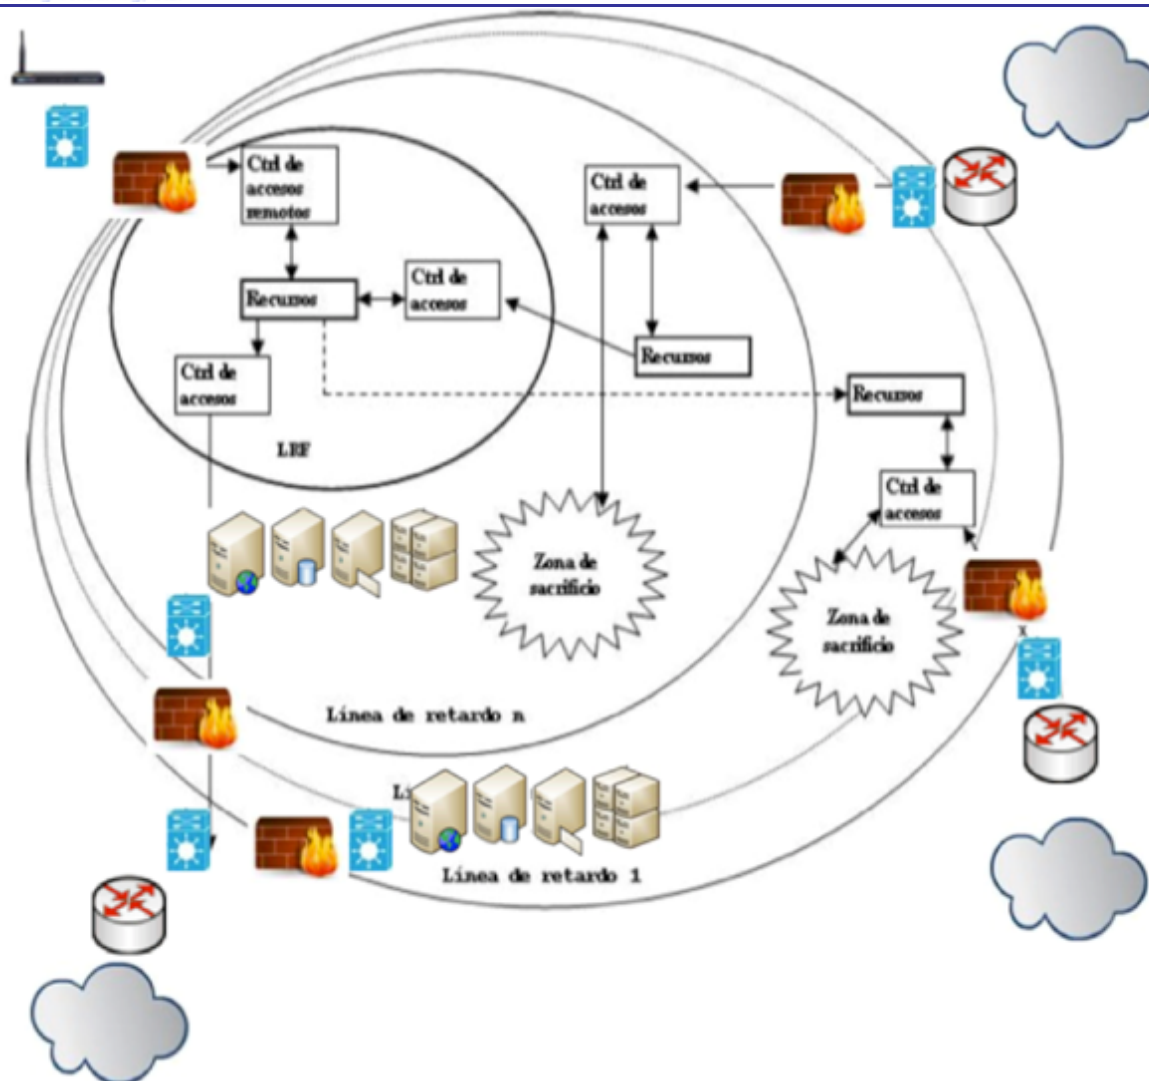 Ctrl de
accesos
remotos
Ctrl de
accesos
Ctrl de
accesos
Recursos
Recursos
Ctrl de
accesos
Recursos
LRF
Ctrl de
accesos
Zona de
sacrificio
Zona de
sacrificio
x
Línea de retardo n
Lí
Línea de retardo 1